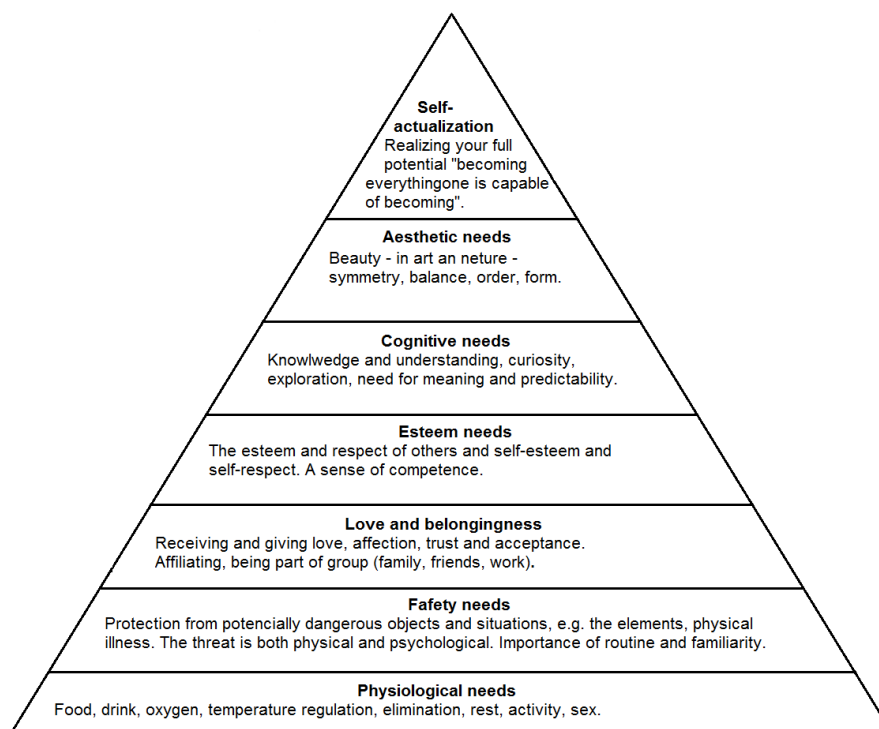 Self-
actualization
Realizing your full
potential "becoming
everythingone is capable
of becoming".
Aesthetic needs
Beauty - in art an neture -
symmetry, balance, order, form.
Cognitive needs
Knowlwedge and understanding, curiosity,
exploration, need for meaning and predictability.
Esteem needs
The esteem and respect of others and self-esteem and
self-respect. A sense of competence.
Love and belongingness
Receiving and giving love, affection, trust and acceptance.
Affiliating, being part of group (family, friends, work).
Fafety needs
Protection from potencially dangerous objects and situations, e.g. the elements, physical
illness. The threat is both physical and psychological. Importance of routine and familiarity.
Physiological needs
Food, drink, oxygen, temperature regulation, elimination, rest, activity, sex.